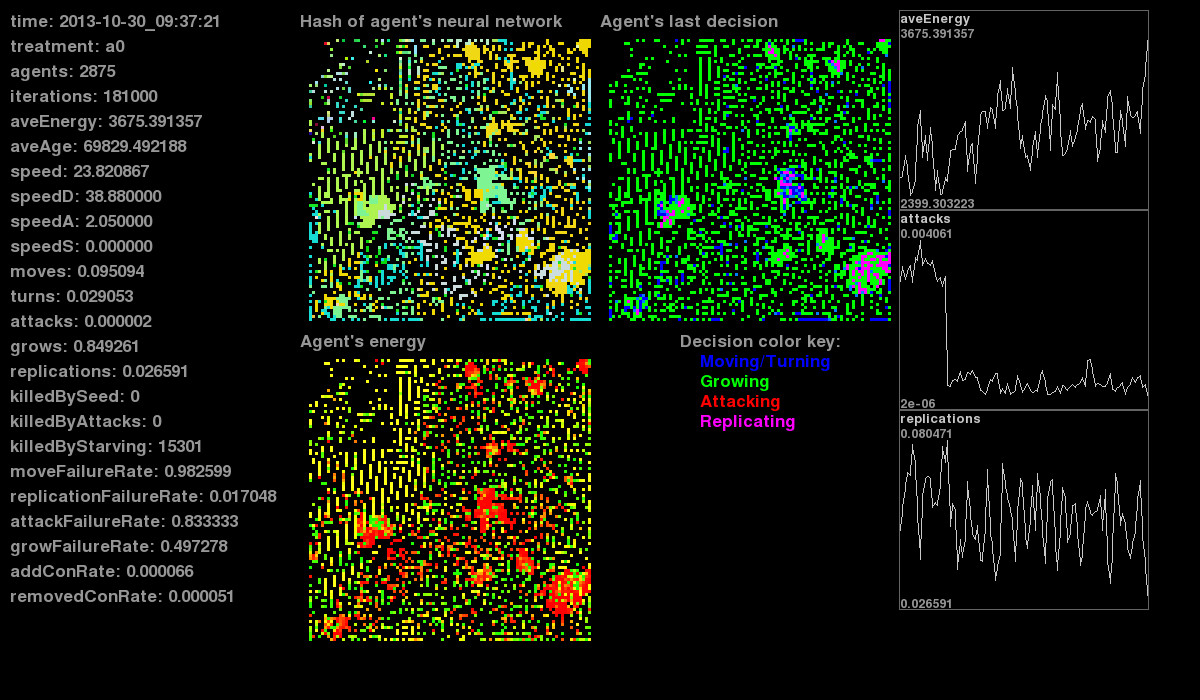 time: 2013-10-30_09:37:21
treatment: a0
agents: 2875
iterations: 181000
aveEnergy: 3675.391357
aveAge: 69829.492188
speed: 23.820867
speedD: 38.880000
speedA: 2.050000
speedS: 0.000000
moves: 0.095094
turns: 0.029053
attacks: 0.000002
grows: 0.849261
replications: 0.026591
killedBySeed: 0
killedByAttacks: 0
killedByStarving: 15301
moveFailureRate: 0.982599
replicationFailureRate: 0.017048
attackFailureRate: 0.833333
growFailureRate: 0.497278
addConRate: 0.000066
removedConRate: 0.000051
Hash of agent's neural network
Agent's last decision
Agent's energy
Decision color key:
Moving/Turning
Growing
Attacking
Replicating
aveEnergy
3675.391357
2399.303223
attacks
0.004061
2e-06
replications
0.080471
0.026591